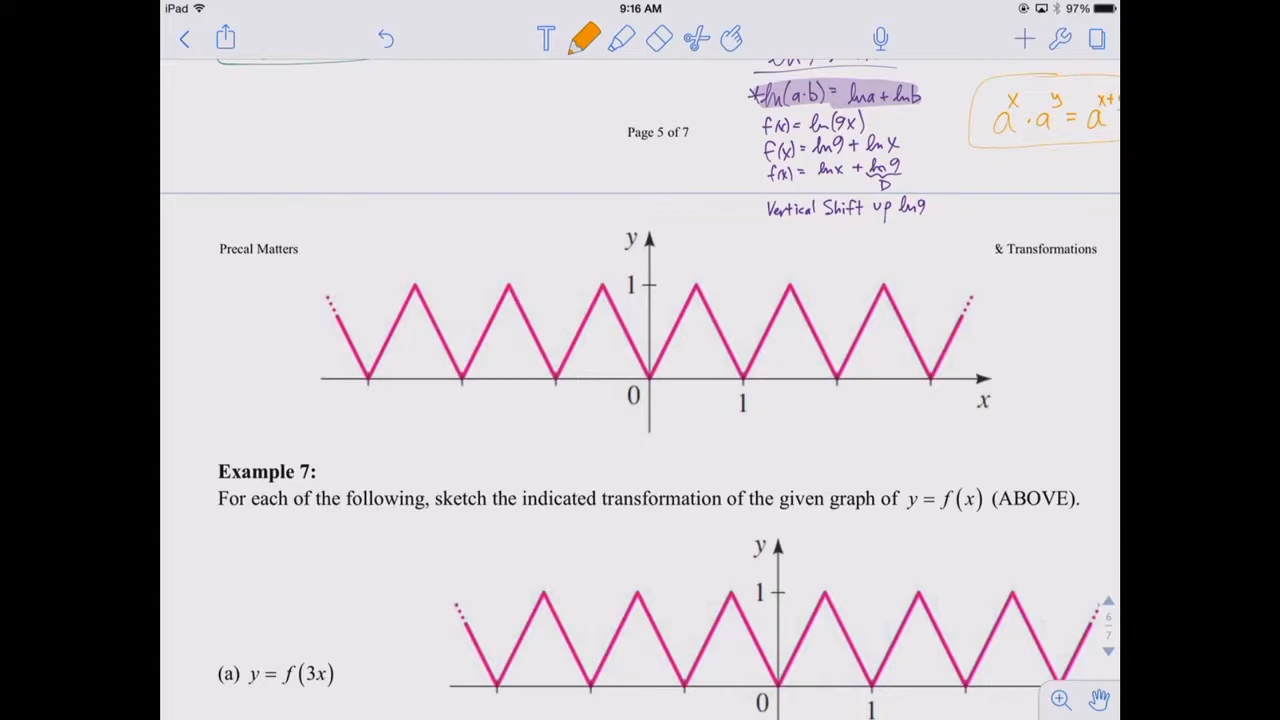 iPad
9:16 AM
97%
T
*ln(a·b) = lna + lnb
f(x) = ln(9x)
f(x) = ln9 + lnx
f(x) = lnx + ln9
D
Vertical Shift up ln9
a^x · a^y = a^x+
Page 5 of 7
Precal Matters
& Transformations
y
1
0
1
x
Example 7:
For each of the following, sketch the indicated transformation of the given graph of y = f(x) (ABOVE).
y
1
6
7
(a) y = f(3x)
0
1